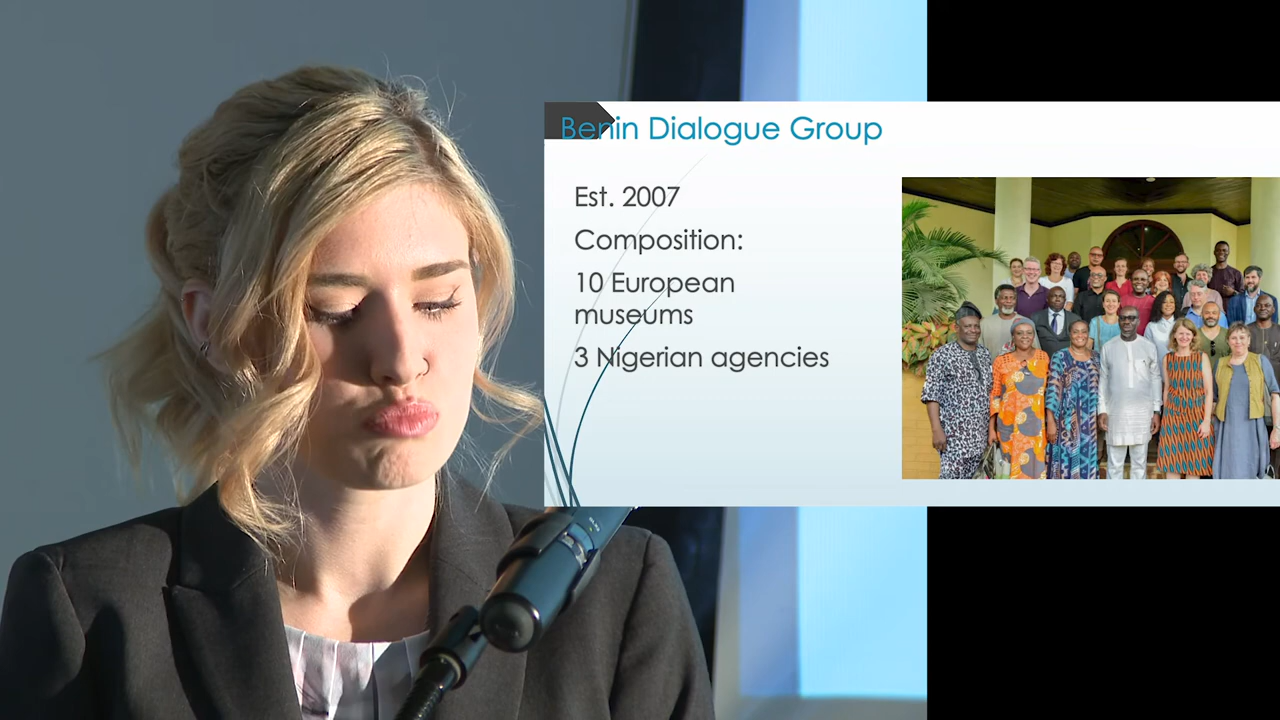 Benin Dialogue Group
Est. 2007
Composition:
10 European
museums
3 Nigerian agencies